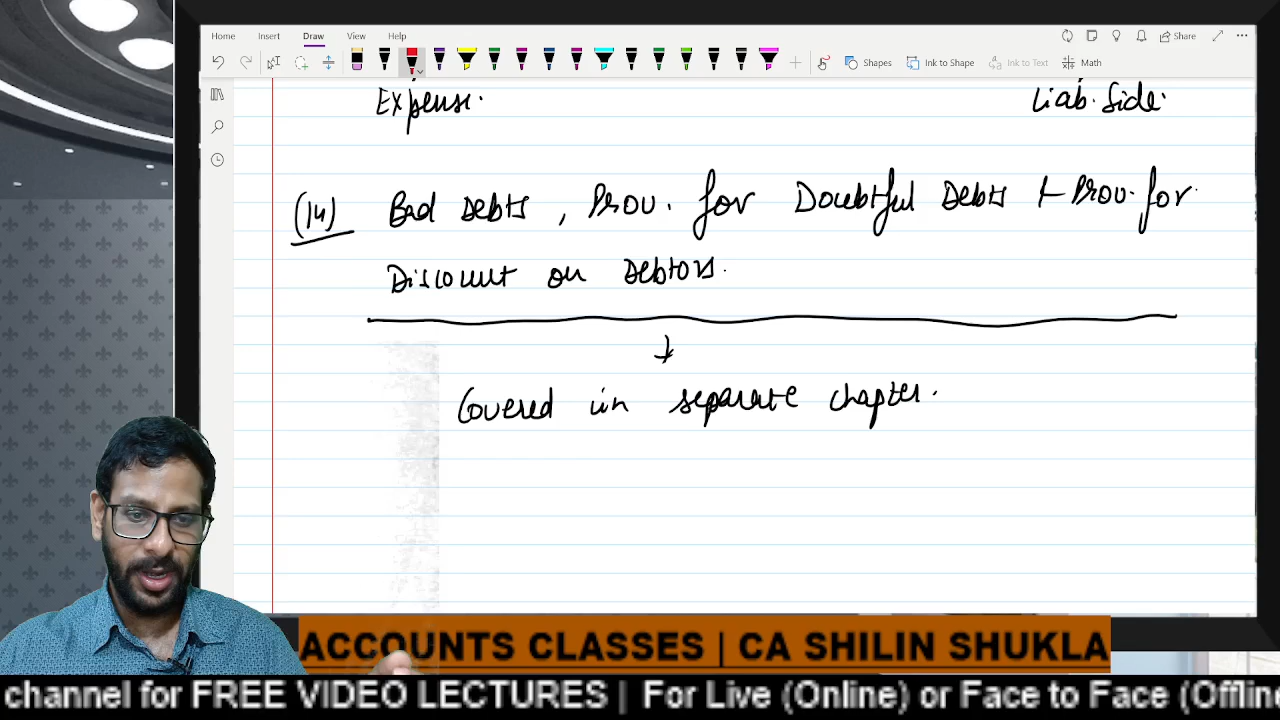 Home Insert Draw View Help Share
Shapes Ink to Shape Ink to Text Math
Expense. Liab. Side.
(14) Bad Debts, Prov. for Doubtful Debts + Prov. for
Discount on Debtors.
Covered in separate chapter.
ACCOUNTS CLASSES | CA SHILIN SHUKLA
channel for FREE VIDEO LECTURES | For Live (Online) or Face to Face (Offlin